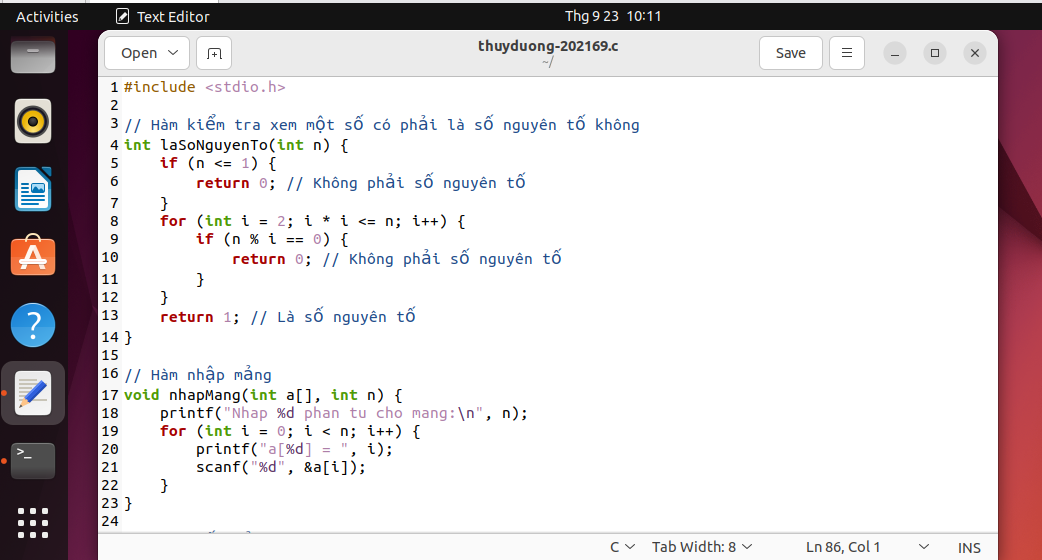 Activities Text Editor Thg 9 23 10:11
Open thuyduong-202169.c Save
~/
1 #include <stdio.h>
2
3 // Hàm kiểm tra xem một số có phải là số nguyên tố không
4 int laSoNguyenTo(int n) {
5     if (n <= 1) {
6         return 0; // Không phải số nguyên tố
7     }
8     for (int i = 2; i * i <= n; i++) {
9         if (n % i == 0) {
10             return 0; // Không phải số nguyên tố
11         }
12     }
13     return 1; // Là số nguyên tố
14 }
15
16 // Hàm nhập mảng
17 void nhapMang(int a[], int n) {
18     printf("Nhap %d phan tu cho mang:\n", n);
19     for (int i = 0; i < n; i++) {
20         printf("a[%d] = ", i);
21         scanf("%d", &a[i]);
22     }
23 }
24
C Tab Width: 8 Ln 86, Col 1 INS